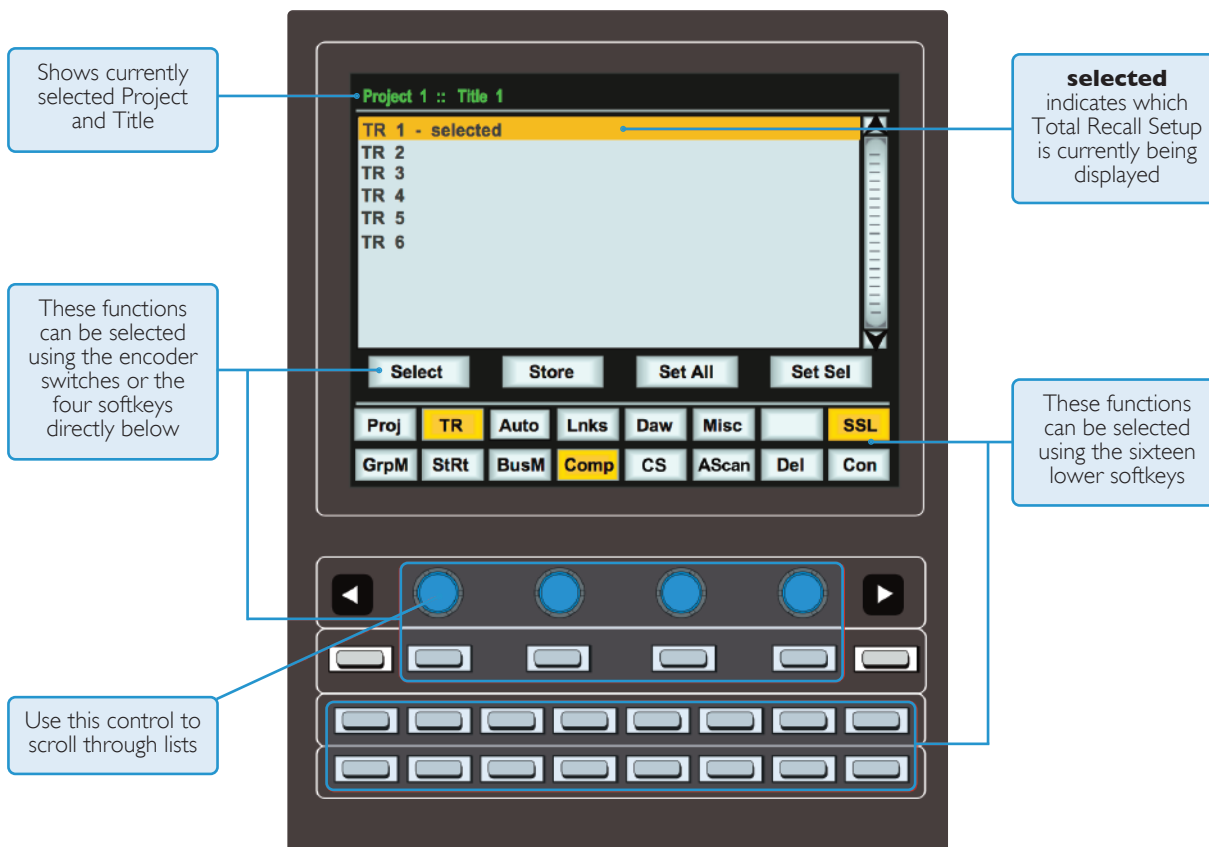 Shows currently
selected Project
and Title
Project 1 :: Title 1
selected
indicates which
Total Recall Setup
is currently being
displayed
TR 1 - selected
TR 2
TR 3
TR 4
TR 5
TR 6
These functions
can be selected
using the encoder
switches or the
four softkeys
directly below
Select Store Set All Set Sel
Proj TR Auto Lnks Daw Misc SSL
GrpM StRt BusM Comp CS AScan Del Con
These functions
can be selected
using the sixteen
lower softkeys
Use this control to
scroll through lists